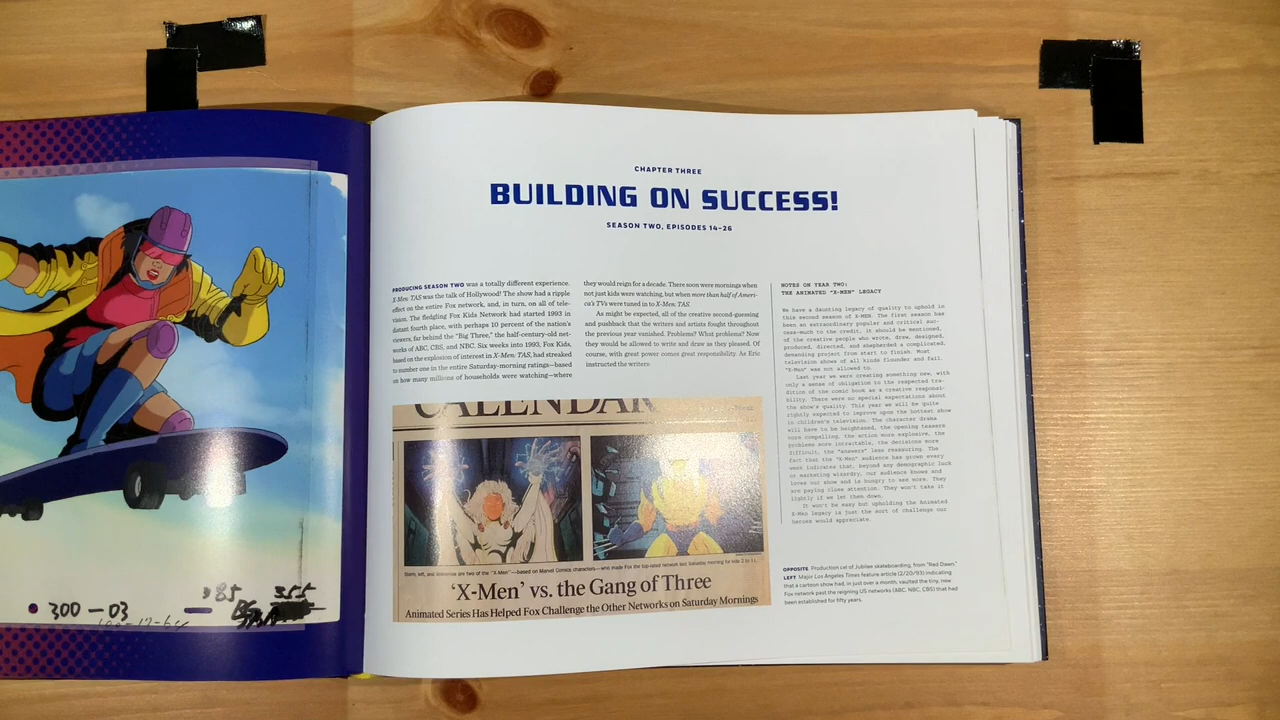 300-03
385 355
CHAPTER THREE
BUILDING ON SUCCESS!
SEASON TWO, EPISODES 14–26
PRODUCING SEASON TWO was a totally different experience.
X-Men: TAS was the talk of Hollywood! The show had a ripple
effect on the entire Fox network, and, in turn, on all of tele-
vision. The fledgling Fox Kids Network had started 1993 in
distant fourth place, with perhaps 10 percent of the nation's
viewers, far behind the "Big Three," the half-century-old net-
works of ABC, CBS, and NBC. Six weeks into 1993, Fox Kids,
based on the explosion of interest in X-Men: TAS, had streaked
to number one in the entire Saturday-morning ratings—based
on how many millions of households were watching—where
they would reign for a decade. There soon were mornings when
not just kids were watching, but when more than half of Ameri-
ca's TVs were tuned to X-Men: TAS.
As might be expected, all of the creative second-guessing
and pushback that the writers and artists fought throughout
the previous year vanished. Problems? What problems? Now
they would be allowed to write and draw as they pleased. Of
course, with great power comes great responsibility. As Eric
instructed the writers:
CALENDAR
Storm, left, and Wolverine are two of the "X-Men"—based on Marvel Comics characters—who made Fox the top-rated network last Saturday morning for kids 2 to 11.
'X-Men' vs. the Gang of Three
Animated Series Has Helped Fox Challenge the Other Networks on Saturday Mornings
NOTES ON YEAR TWO:
THE ANIMATED "X-MEN" LEGACY
We have a daunting legacy of quality to uphold in
this second season of X-MEN. The first season has
been an extraordinary popular and critical suc-
cess—much to the credit, it should be mentioned,
of the creative people who wrote, drew, designed,
produced, directed, and shepherded a complicated,
demanding project from start to finish. Most
television shows of all kinds flounder and fail.
"X-Men" was not allowed to.
Last year we were creating something new, with
only a sense of obligation to the respected tra-
dition of the comic book as a creative responsi-
bility. There were no special expectations about
the show's quality. This year we will be quite
rightly expected to improve upon the hottest show
in children's television. The character drama
will have to be heightened, the opening teasers
more compelling, the action more explosive, the
problems more intractable, the decisions more
difficult, the "answers" less reassuring. The
fact that the "X-Men" audience has grown every
week indicates that, beyond any demographic luck
or marketing wizardry, our audience knows and
loves our show and is hungry to use more. They
are paying close attention. They won't take it
lightly if we let them down.
It won't be easy but upholding the Animated
X-Men legacy is just the sort of challenge our
heroes would appreciate.
OPPOSITE Production cel of Jubilee skateboarding, from "Red Dawn."
LEFT Major Los Angeles Times feature article (2/20/93) indicating
that a cartoon show had, in just over a month, vaulted the tiny, new
Fox network past the reigning US networks (ABC, NBC, CBS) that had
been established for fifty years.